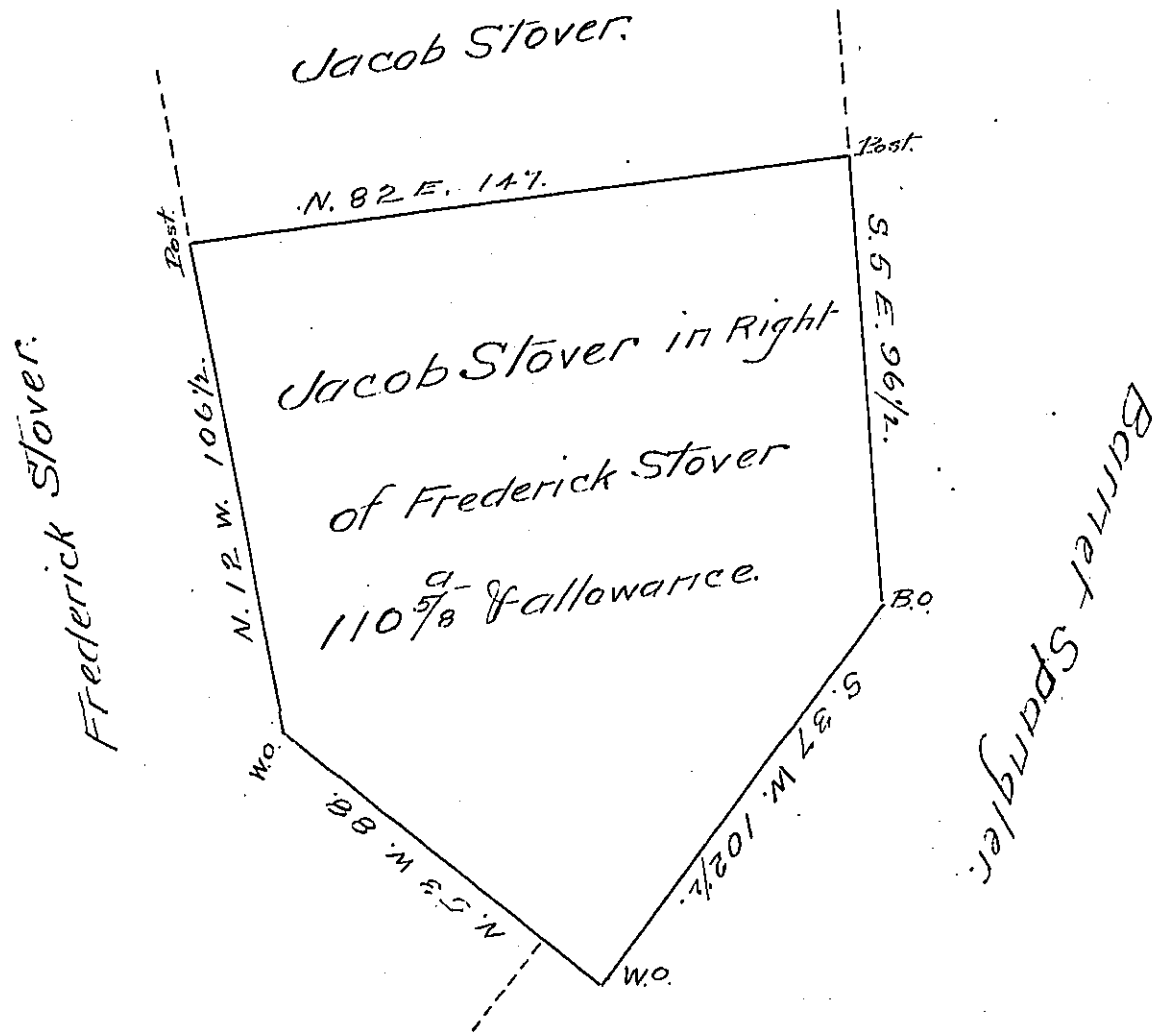 Jacob Stover.
Post.
N. 82 E. 147.
Post.
S. 5 E. 96½.
Jacob Stover in Right
of Frederick Stover
110 5/8 a & allowance.
N. 12 W. 106½.
Frederick Stover.
Barnet Spangler.
B.O.
S. 37 W. 102½.
W.O.
N. 53 W. 88.
W.O.